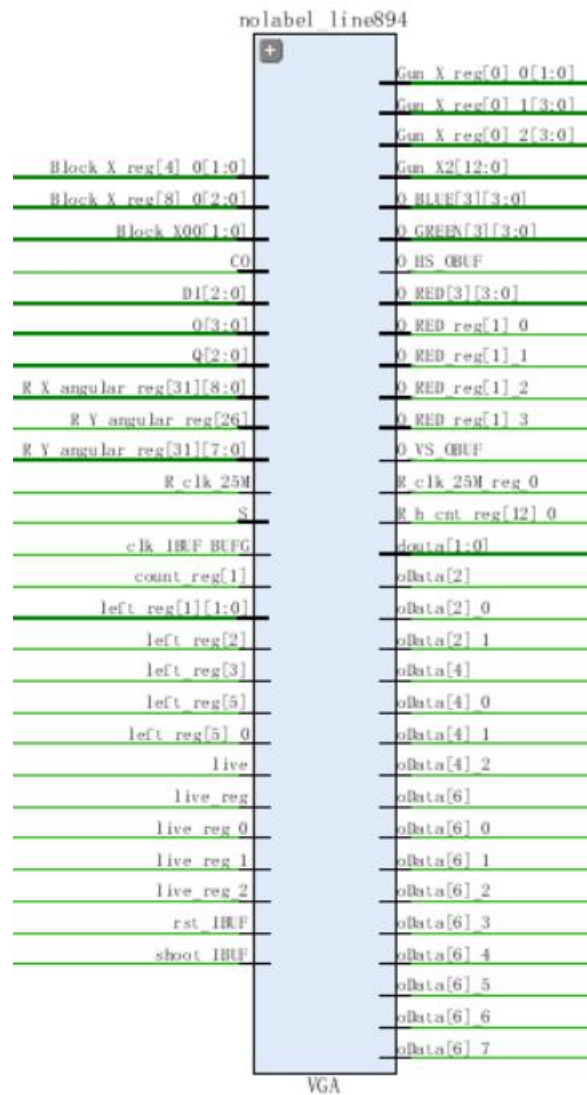 nolabel_line894
+
Block_X_reg[4]_0[1:0]
Block_X_reg[8]_0[2:0]
Block_X00[1:0]
CO
DI[2:0]
O[3:0]
Q[2:0]
R_X_angular_reg[31][8:0]
R_Y_angular_reg[26]
R_Y_angular_reg[31][7:0]
R_clk_25M
S
clk_IBUF_BUFG
count_reg[1]
left_reg[1][1:0]
left_reg[2]
left_reg[3]
left_reg[5]
left_reg[5]_0
live
live_reg
live_reg_0
live_reg_1
live_reg_2
rst_IBUF
shoot_IBUF
Gun_X_reg[0]_0[1:0]
Gun_X_reg[0]_1[3:0]
Gun_X_reg[0]_2[3:0]
Gun_X2[12:0]
O_BLUE[3][3:0]
O_GREEN[3][3:0]
O_HS_OBUF
O_RED[3][3:0]
O_RED_reg[1]_0
O_RED_reg[1]_1
O_RED_reg[1]_2
O_RED_reg[1]_3
O_VS_OBUF
R_clk_25M_reg_0
R_h_cnt_reg[12]_0
douta[1:0]
oData[2]
oData[2]_0
oData[2]_1
oData[4]
oData[4]_0
oData[4]_1
oData[4]_2
oData[6]
oData[6]_0
oData[6]_1
oData[6]_2
oData[6]_3
oData[6]_4
oData[6]_5
oData[6]_6
oData[6]_7
VGA